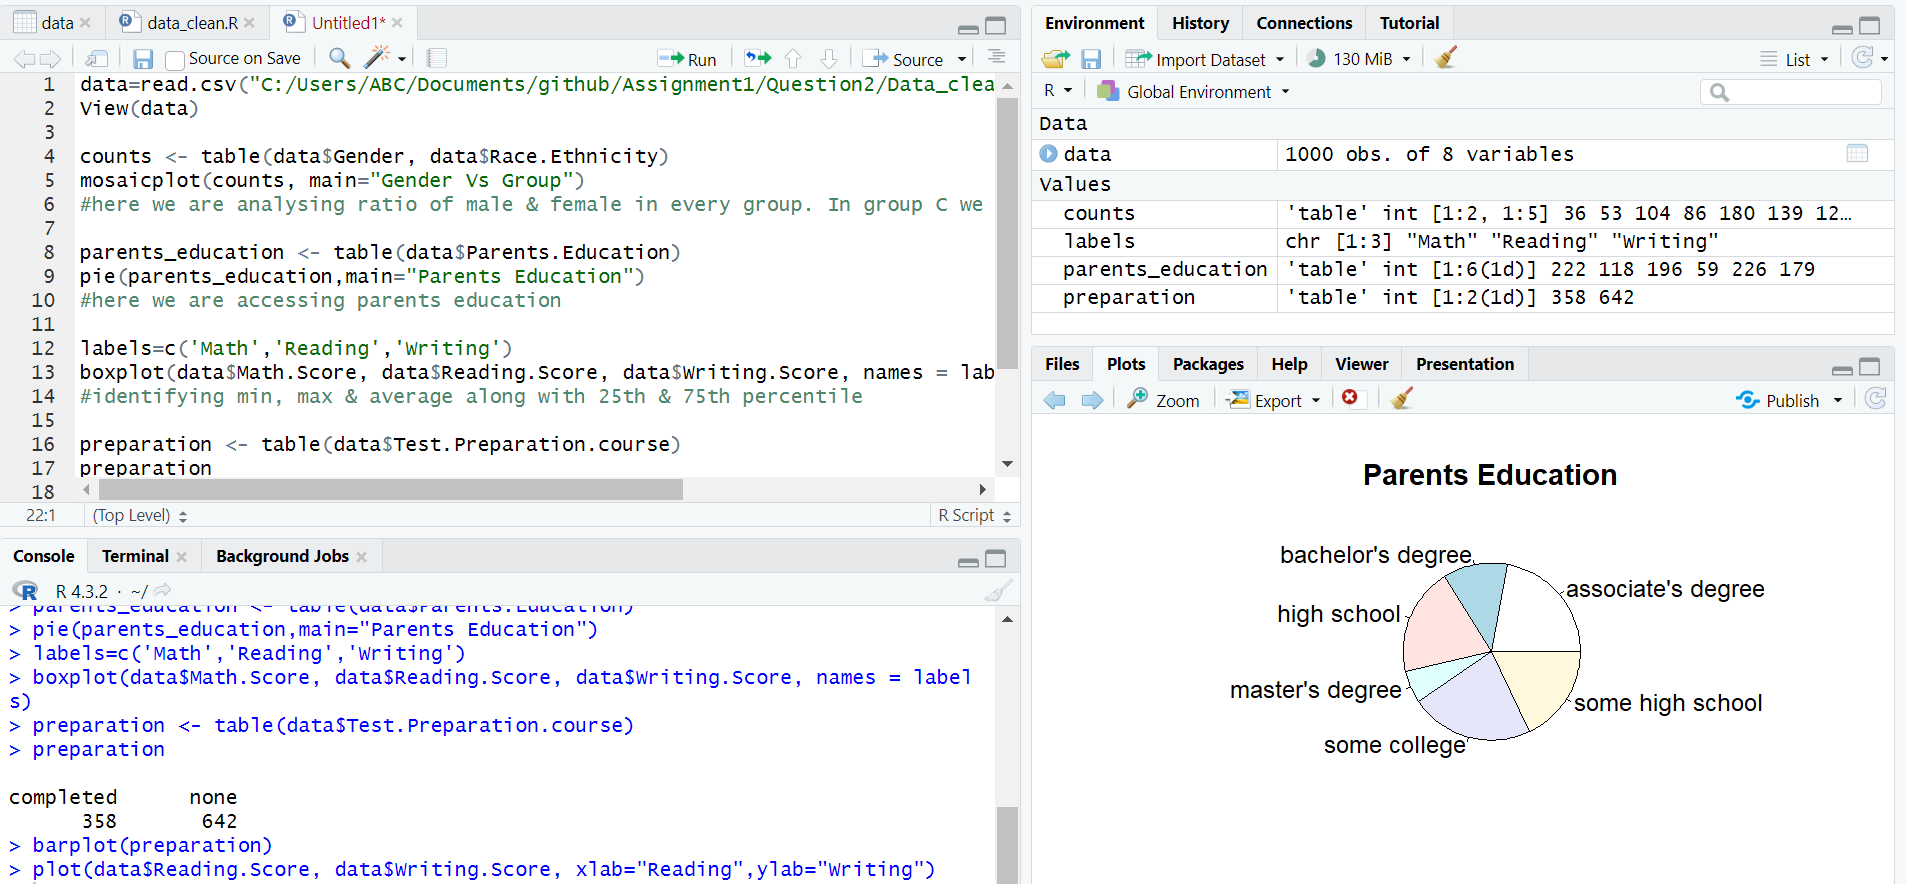 data
data_clean.R
Untitled1*
Source on Save
Run
Source
1 data=read.csv("C:/Users/ABC/Documents/github/Assignment1/Question2/Data_clea
2 View(data)
3
4 counts <- table(data$Gender, data$Race.Ethnicity)
5 mosaicplot(counts, main="Gender Vs Group")
6 #here we are analysing ratio of male & female in every group. In group C we
7
8 parents_education <- table(data$Parents.Education)
9 pie(parents_education,main="Parents Education")
10 #here we are accessing parents education
11
12 labels=c('Math','Reading','Writing')
13 boxplot(data$Math.Score, data$Reading.Score, data$Writing.Score, names = lab
14 #identifying min, max & average along with 25th & 75th percentile
15
16 preparation <- table(data$Test.Preparation.course)
17 preparation
18
22:1 (Top Level) R Script
Console Terminal Background Jobs
R 4.3.2 · ~/
> parents_education <- table(data$Parents.Education)
> pie(parents_education,main="Parents Education")
> labels=c('Math','Reading','Writing')
> boxplot(data$Math.Score, data$Reading.Score, data$Writing.Score, names = label
s)
> preparation <- table(data$Test.Preparation.course)
> preparation
completed none
358 642
> barplot(preparation)
> plot(data$Reading.Score, data$Writing.Score, xlab="Reading",ylab="Writing")
Environment History Connections Tutorial
Import Dataset 130 MiB List
R Global Environment
Data
data 1000 obs. of 8 variables
Values
counts 'table' int [1:2, 1:5] 36 53 104 86 180 139 12…
labels chr [1:3] "Math" "Reading" "Writing"
parents_education 'table' int [1:6(1d)] 222 118 196 59 226 179
preparation 'table' int [1:2(1d)] 358 642
Files Plots Packages Help Viewer Presentation
Zoom Export Publish
Parents Education
bachelor's degree
associate's degree
high school
master's degree
some high school
some college